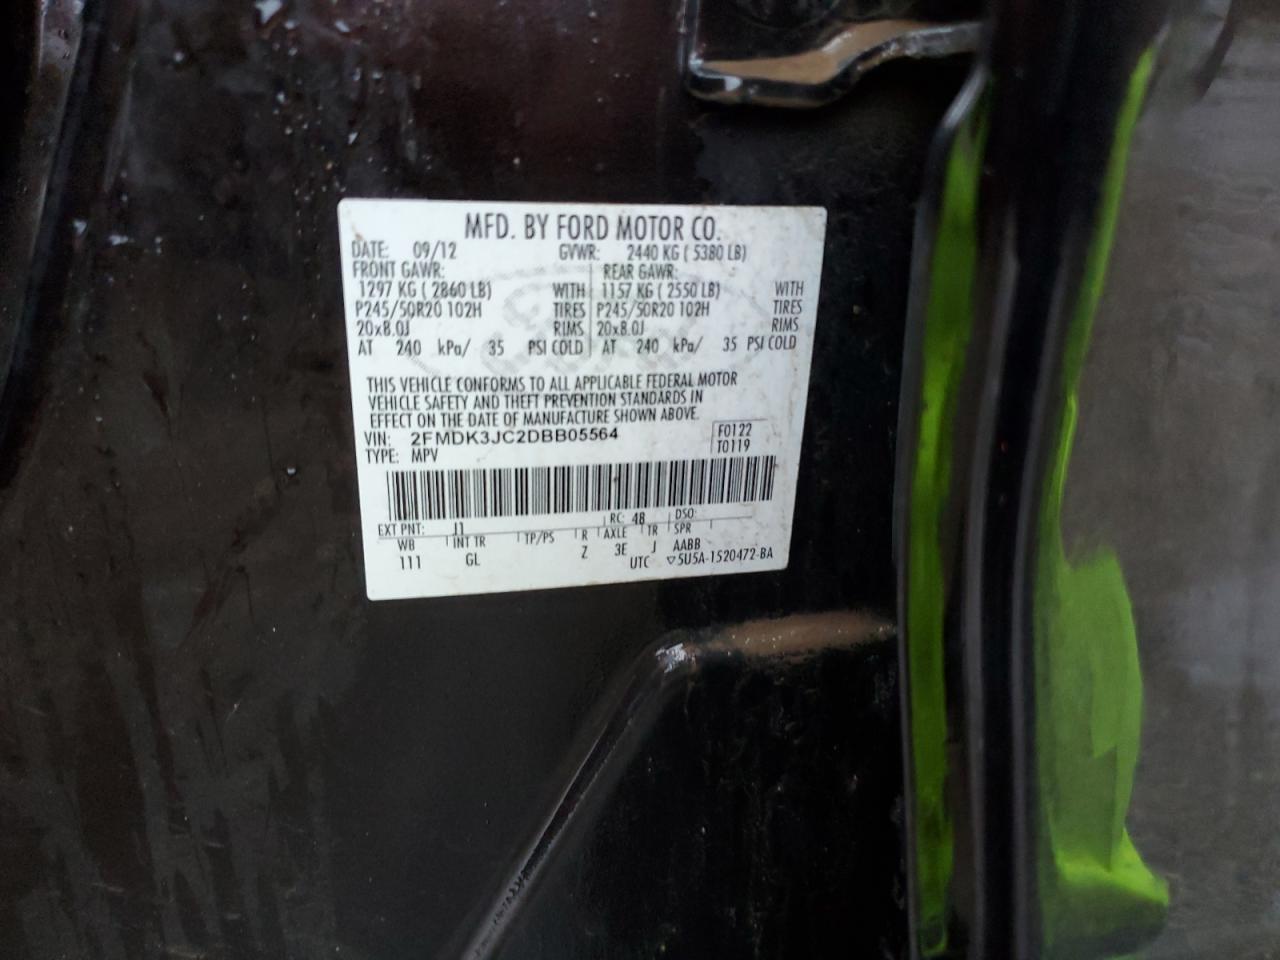 MFD. BY FORD MOTOR CO.
DATE: 09/12 GVWR: 2440 KG ( 5380 LB)
FRONT GAWR: REAR GAWR:
1297 KG ( 2860 LB) WITH 1157 KG ( 2550 LB) WITH
P245/50R20 102H TIRES P245/50R20 102H TIRES
20x8.0J RIMS 20x8.0J RIMS
AT 240 kPa/ 35 PSI COLD AT 240 kPa/ 35 PSI COLD
THIS VEHICLE CONFORMS TO ALL APPLICABLE FEDERAL MOTOR
VEHICLE SAFETY AND THEFT PREVENTION STANDARDS IN
EFFECT ON THE DATE OF MANUFACTURE SHOWN ABOVE.
VIN: 2FMDK3JC2DBB05564 F0122
TYPE: MPV T0119
EXT PNT: J1 RC: 48 DSO:
WB INT TR TP/PS R AXLE TR SPR
111 GL Z 3E J AABB
UTC ▽5U5A-1520472-BA